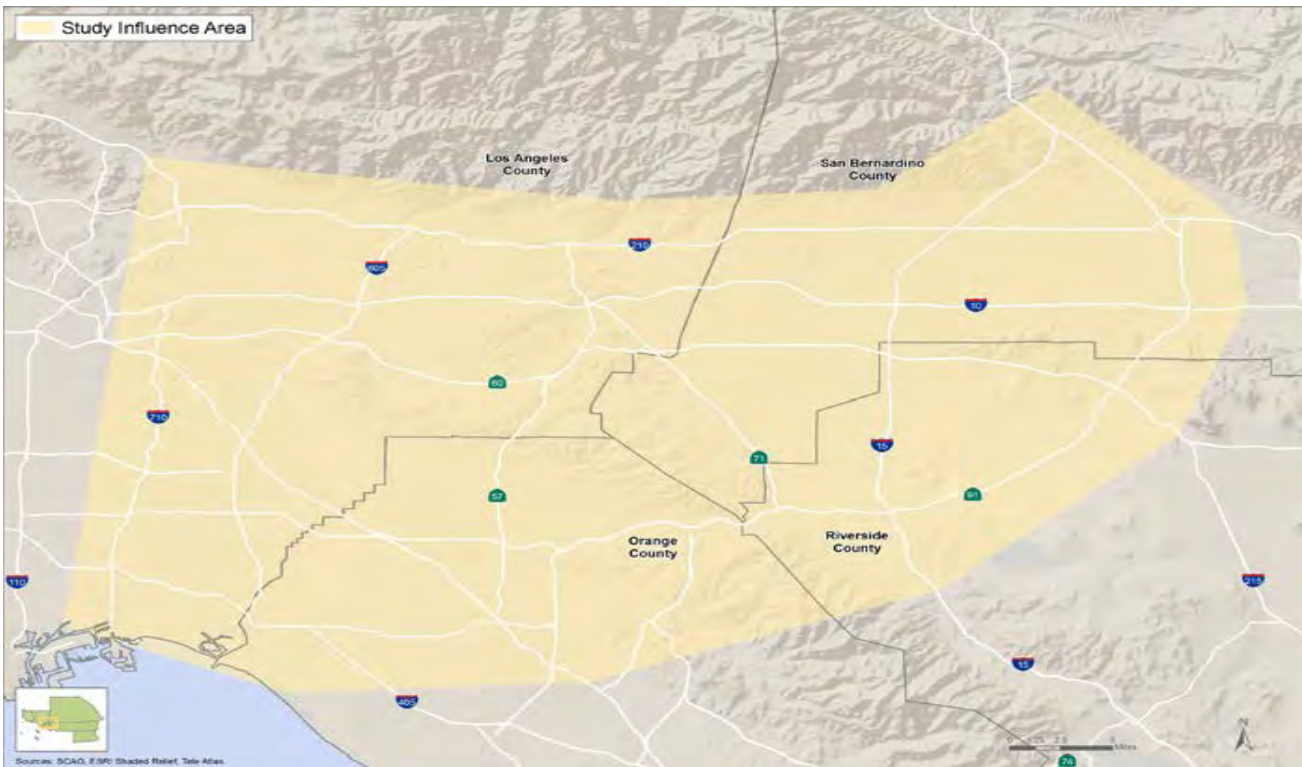 Study Influence Area
Los Angeles
County
San Bernardino
County
210
605
10
60
710
15
71
57
91
Orange
County
Riverside
County
110
215
15
405
N
Miles
74
Sources: SCAG, ESRI Shaded Relief, Tele Atlas